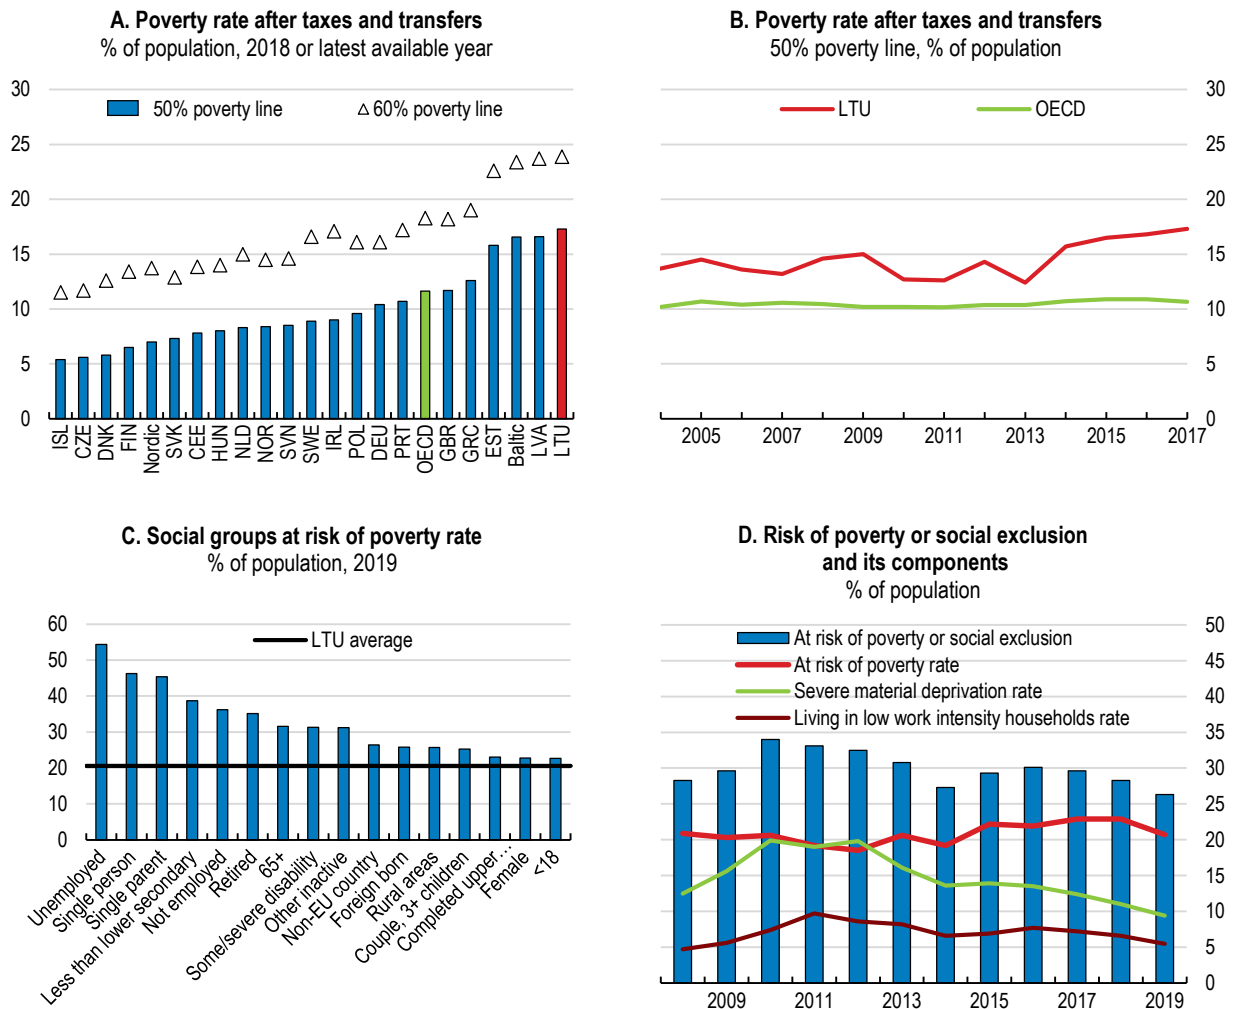 A. Poverty rate after taxes and transfers
% of population, 2018 or latest available year
30
25
20
15
10
5
0
50% poverty line
60% poverty line
ISL
CZE
DNK
FIN
Nordic
SVK
CEE
HUN
NLD
NOR
SVN
SWE
IRL
POL
DEU
PRT
OECD
GBR
GRC
EST
Baltic
LVA
LTU
B. Poverty rate after taxes and transfers
50% poverty line, % of population
LTU
OECD
30
25
20
15
10
5
0
2005
2007
2009
2011
2013
2015
2017
C. Social groups at risk of poverty rate
% of population, 2019
60
50
40
30
20
10
0
LTU average
Unemployed
Single person
Single parent
Less than lower secondary
Not employed
Retired
65+
Some/severe disability
Other inactive
Non-EU country
Foreign born
Rural areas
Couple, 3+ children
Completed upper…
Female
<18
D. Risk of poverty or social exclusion
and its components
% of population
At risk of poverty or social exclusion
At risk of poverty rate
Severe material deprivation rate
Living in low work intensity households rate
50
45
40
35
30
25
20
15
10
5
0
2009
2011
2013
2015
2017
2019